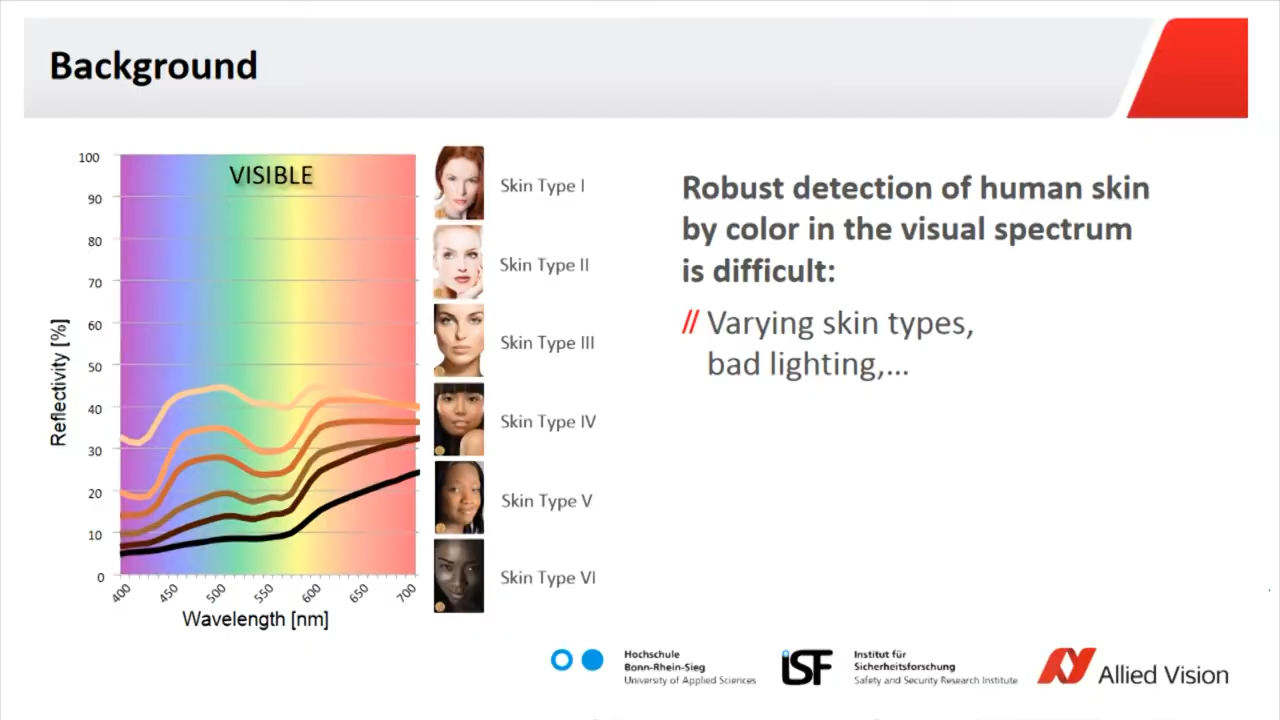 Background
VISIBLE
100
90
80
70
60
50
40
30
20
10
0
Reflectivity [%]
400
450
500
550
600
650
700
Wavelength [nm]
Skin Type I
Skin Type II
Skin Type III
Skin Type IV
Skin Type V
Skin Type VI
Robust detection of human skin
by color in the visual spectrum
is difficult:
// Varying skin types,
bad lighting,...
Hochschule
Bonn-Rhein-Sieg
University of Applied Sciences
iSF
Institut für
Sicherheitsforschung
Safety and Security Research Institute
Allied Vision